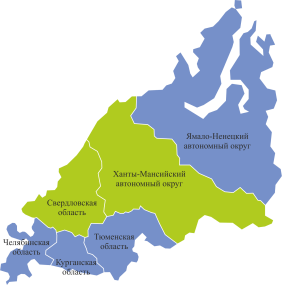 Ямало-Ненецкий
автономный округ
Ханты-Мансийский
автономный округ
Свердловская
область
Тюменская
область
Челябинская
область
Курганская
область